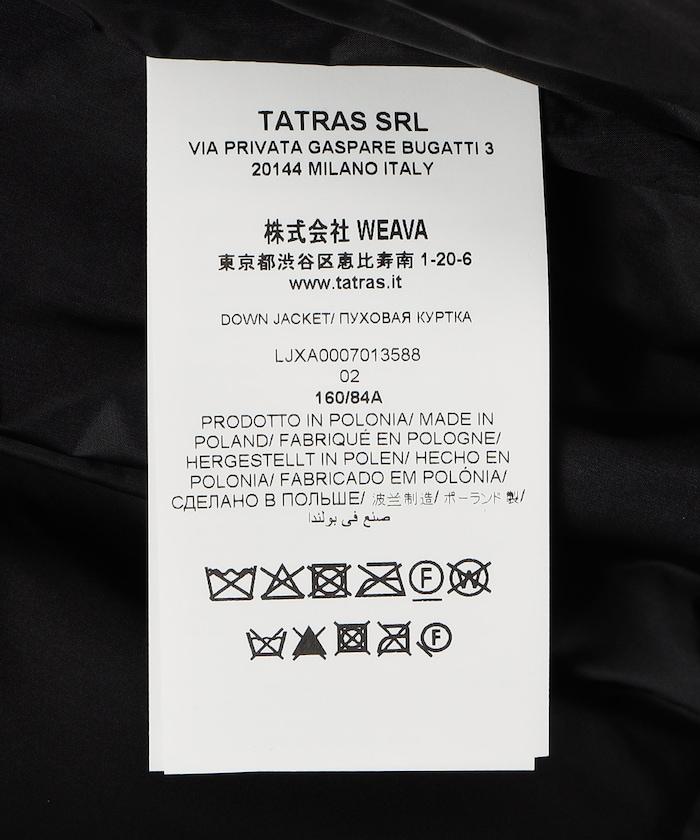 TATRAS SRL
VIA PRIVATA GASPARE BUGATTI 3
20144 MILANO ITALY
株式会社 WEAVA
東京都渋谷区恵比寿南 1-20-6
www.tatras.it
DOWN JACKET/ ПУХОВАЯ КУРТКА
LJXA0007013588
02
160/84A
PRODOTTO IN POLONIA/ MADE IN
POLAND/ FABRIQUÉ EN POLOGNE/
HERGESTELLT IN POLEN/ HECHO EN
POLONIA/ FABRICADO EM POLÓNIA/
СДЕЛАНО В ПОЛЬШЕ/ 波兰制造/ ポーランド製/
صنع في بولندا
F W
F